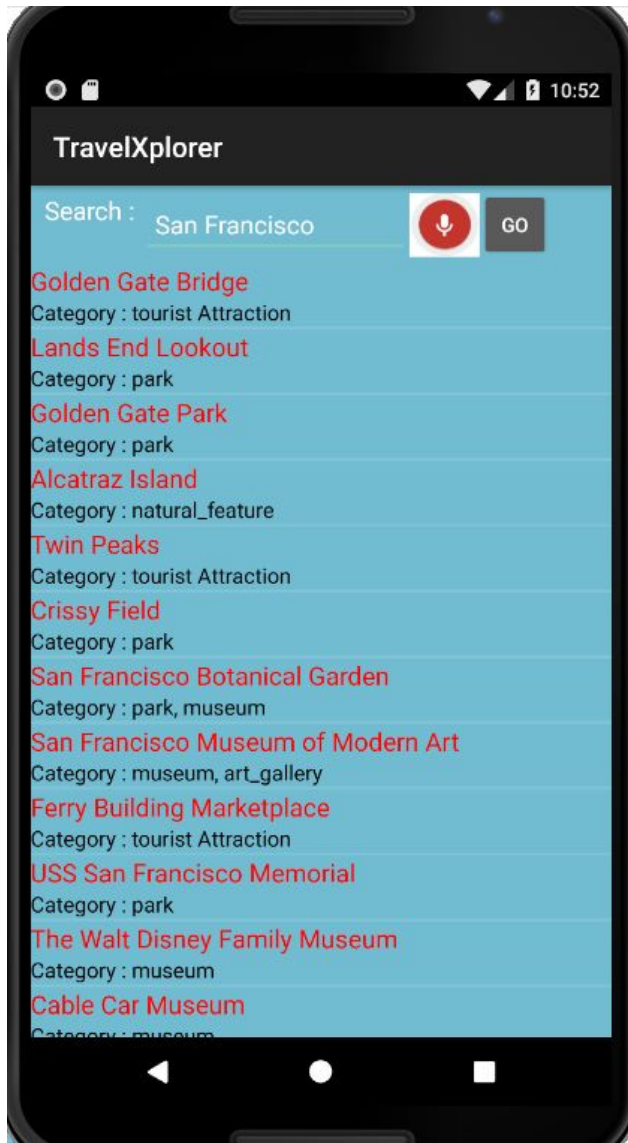 10:52
TravelXplorer
Search : San Francisco GO
Golden Gate Bridge
Category : tourist Attraction
Lands End Lookout
Category : park
Golden Gate Park
Category : park
Alcatraz Island
Category : natural_feature
Twin Peaks
Category : tourist Attraction
Crissy Field
Category : park
San Francisco Botanical Garden
Category : park, museum
San Francisco Museum of Modern Art
Category : museum, art_gallery
Ferry Building Marketplace
Category : tourist Attraction
USS San Francisco Memorial
Category : park
The Walt Disney Family Museum
Category : museum
Cable Car Museum
Category : museum